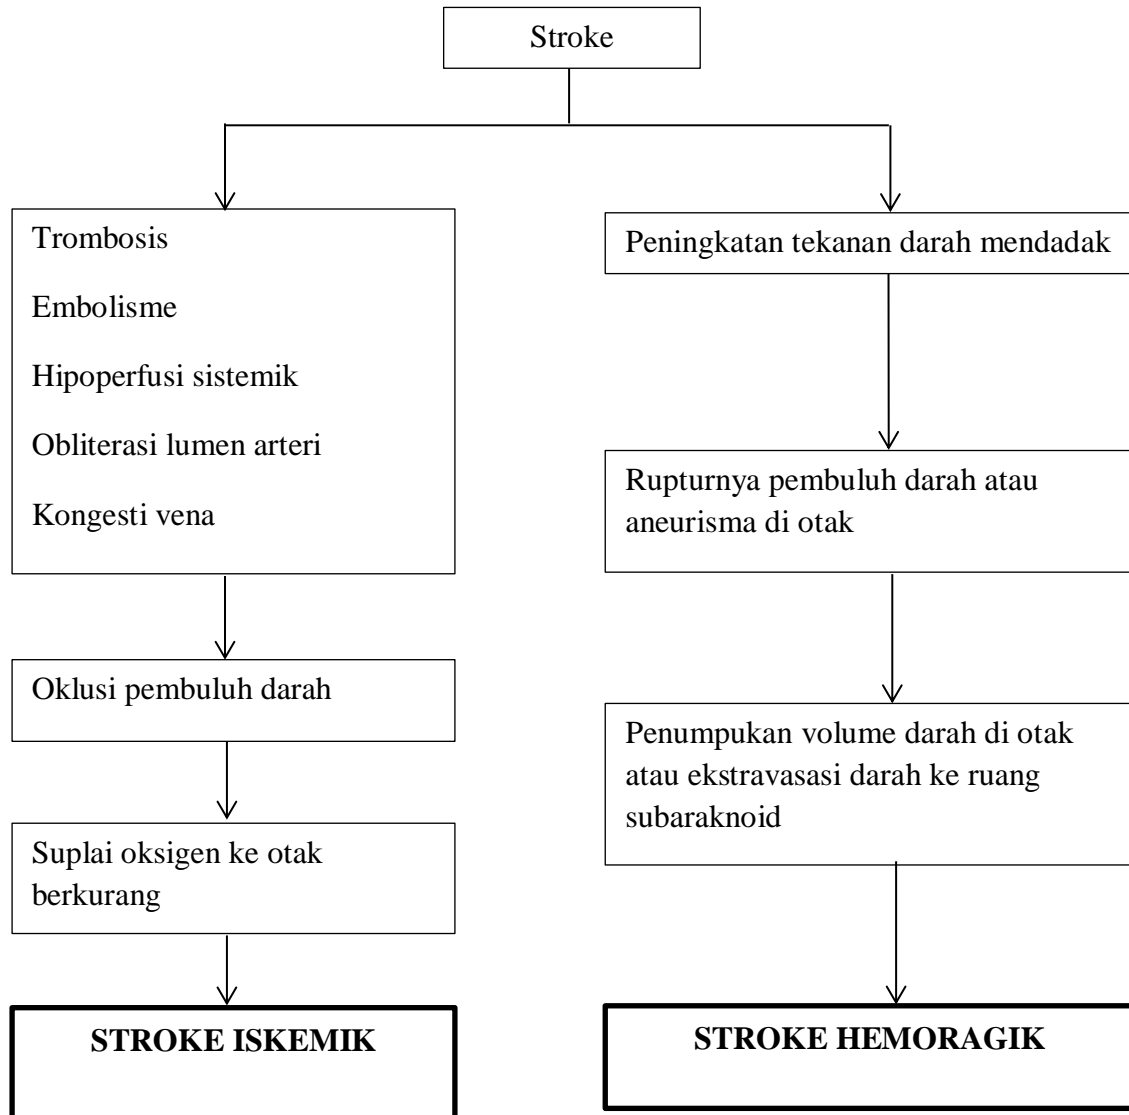 Stroke
Trombosis
Embolisme
Hipoperfusi sistemik
Obliterasi lumen arteri
Kongesti vena
Oklusi pembuluh darah
Suplai oksigen ke otak
berkurang
STROKE ISKEMIK
Peningkatan tekanan darah mendadak
Rupturnya pembuluh darah atau
aneurisma di otak
Penumpukan volume darah di otak
atau ekstravasasi darah ke ruang
subaraknoid
STROKE HEMORAGIK